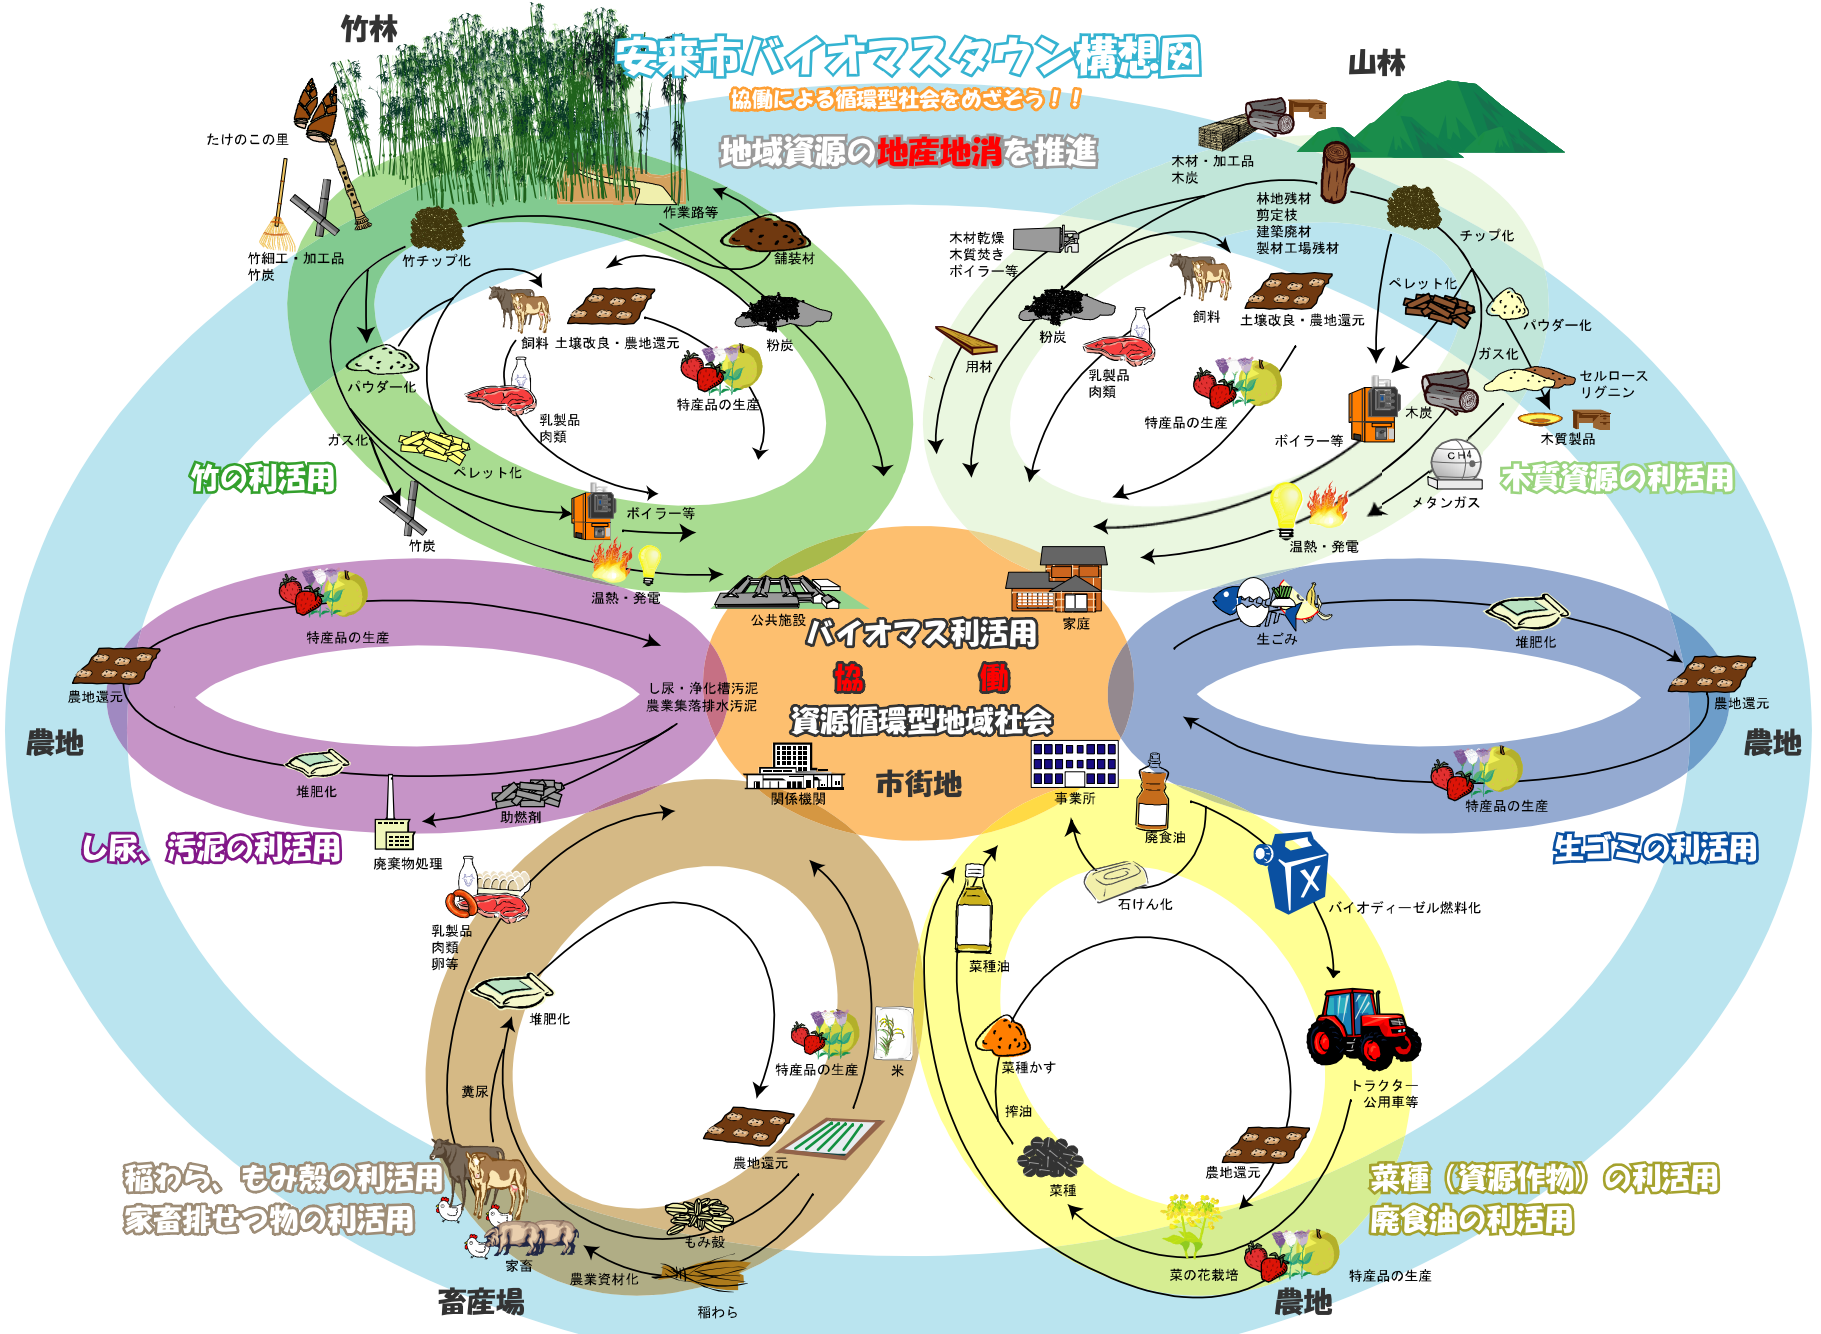 安来市バイオマスタウン構想図
協働による循環型社会をめざそう！！
地域資源の地産地消を推進
竹林
たけのこの里
竹細工・加工品
竹炭
竹チップ化
作業路等
舗装材
粉炭
飼料
土壌改良・農地還元
パウダー化
特産品の生産
乳製品
肉類
ガス化
ペレット化
竹の利活用
竹炭
ボイラー等
温熱・発電
山林
木材・加工品
木炭
林地残材
剪定枝
建築廃材
製材工場残材
チップ化
木材乾燥
木質焚き
ボイラー等
ペレット化
パウダー化
飼料
土壌改良・農地還元
粉炭
用材
乳製品
肉類
ガス化
セルロース
リグニン
木炭
特産品の生産
ボイラー等
木質製品
CH4
メタンガス
木質資源の利活用
温熱・発電
公共施設
家庭
バイオマス利活用
協働
資源循環型地域社会
関係機関
市街地
事業所
特産品の生産
農地還元
し尿・浄化槽汚泥
農業集落排水汚泥
農地
堆肥化
助燃剤
廃棄物処理
し尿、汚泥の利活用
生ごみ
堆肥化
農地還元
農地
特産品の生産
生ゴミの利活用
乳製品
肉類
卵等
堆肥化
糞尿
特産品の生産
米
農地還元
もみ殻
家畜
農業資材化
稲わら
稲わら、もみ殻の利活用
家畜排せつ物の利活用
畜産場
廃食油
石けん化
X
バイオディーゼル燃料化
菜種油
菜種かす
搾油
菜種
トラクター
公用車等
農地還元
菜の花栽培
特産品の生産
菜種（資源作物）の利活用
廃食油の利活用
農地